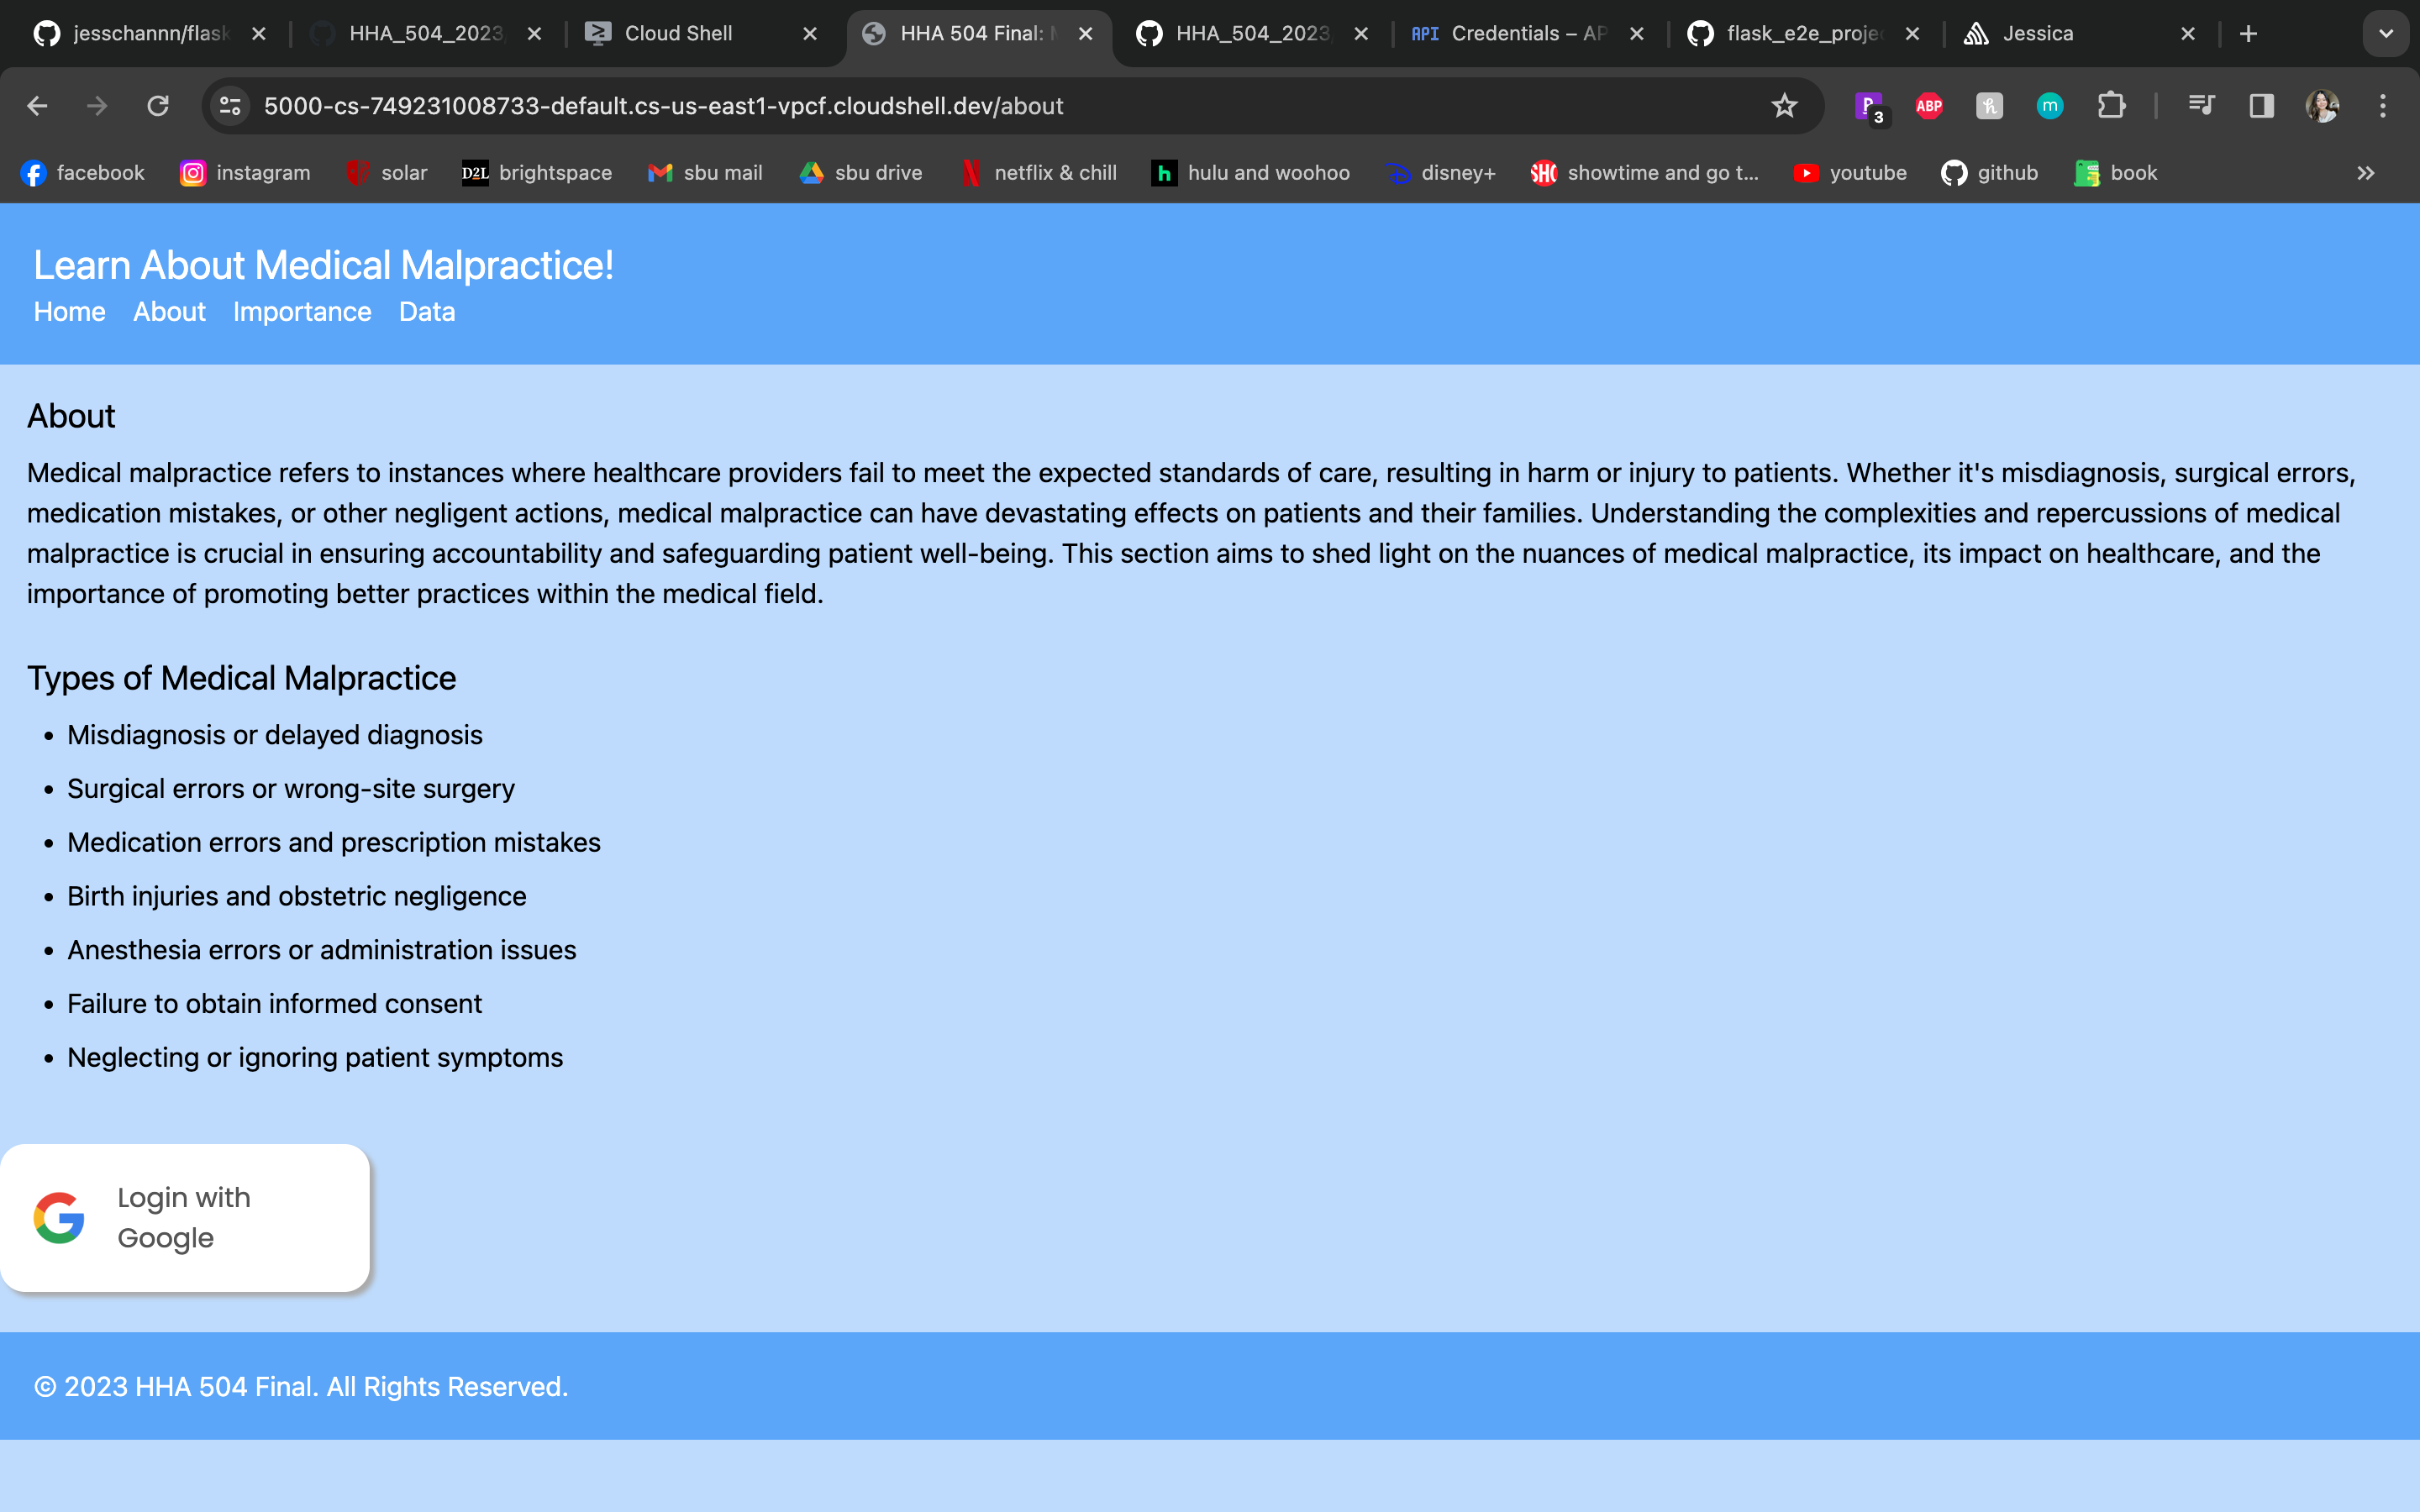 jesschannn/flask
HHA_504_2023
Cloud Shell
HHA 504 Final: M
HHA_504_2023
API Credentials – AP
flask_e2e_proje
Jessica
5000-cs-749231008733-default.cs-us-east1-vpcf.cloudshell.dev/about
3
ABP
m
facebook
instagram
solar
D2L brightspace
sbu mail
sbu drive
netflix & chill
h hulu and woohoo
disney+
SHO showtime and go t...
youtube
github
book
Learn About Medical Malpractice!
Home About Importance Data
About
Medical malpractice refers to instances where healthcare providers fail to meet the expected standards of care, resulting in harm or injury to patients. Whether it's misdiagnosis, surgical errors,
medication mistakes, or other negligent actions, medical malpractice can have devastating effects on patients and their families. Understanding the complexities and repercussions of medical
malpractice is crucial in ensuring accountability and safeguarding patient well-being. This section aims to shed light on the nuances of medical malpractice, its impact on healthcare, and the
importance of promoting better practices within the medical field.
Types of Medical Malpractice
• Misdiagnosis or delayed diagnosis
• Surgical errors or wrong-site surgery
• Medication errors and prescription mistakes
• Birth injuries and obstetric negligence
• Anesthesia errors or administration issues
• Failure to obtain informed consent
• Neglecting or ignoring patient symptoms
Login with
Google
© 2023 HHA 504 Final. All Rights Reserved.